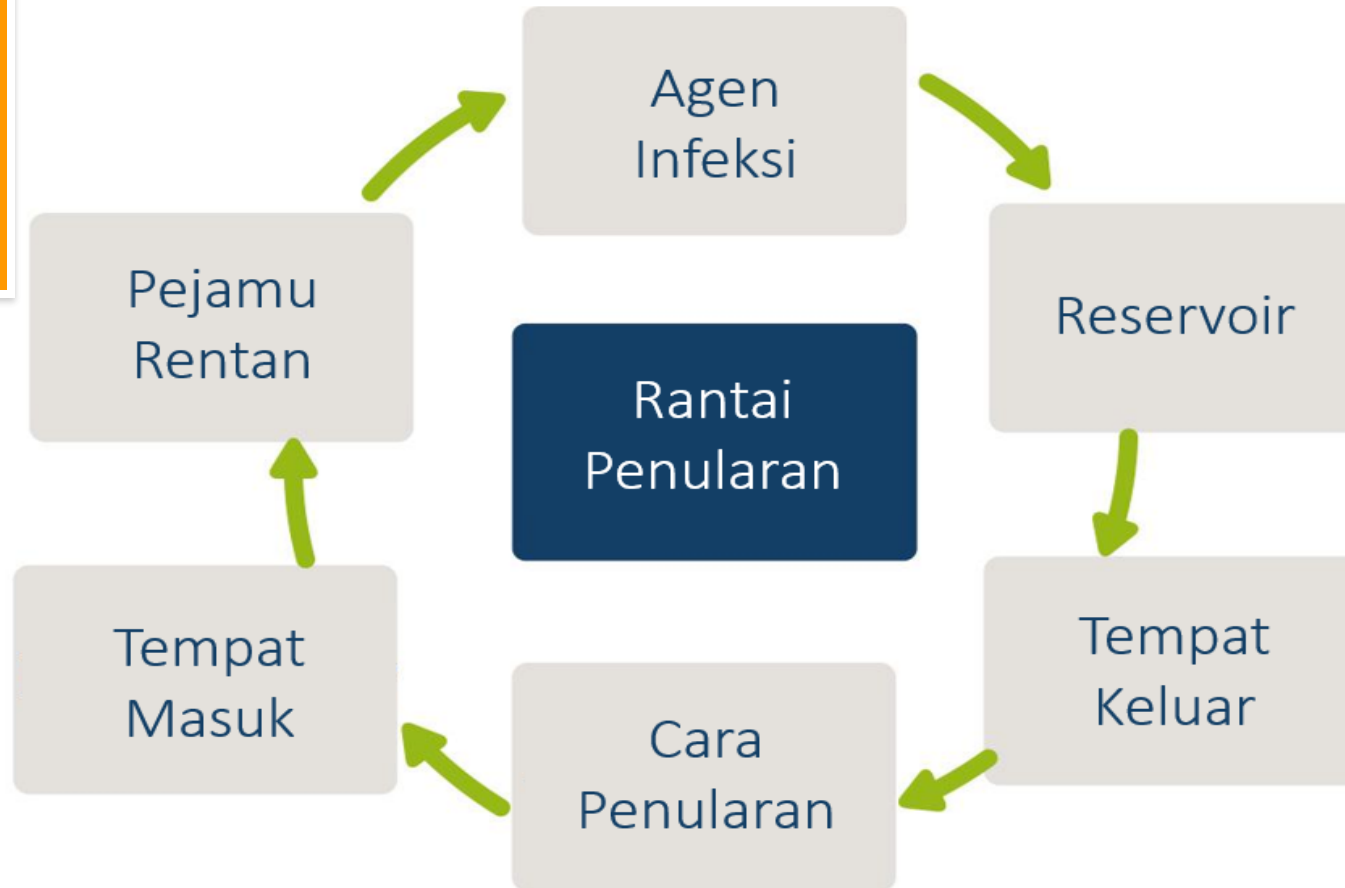 Agen
Infeksi
Reservoir
Tempat
Keluar
Cara
Penularan
Tempat
Masuk
Pejamu
Rentan
Rantai
Penularan